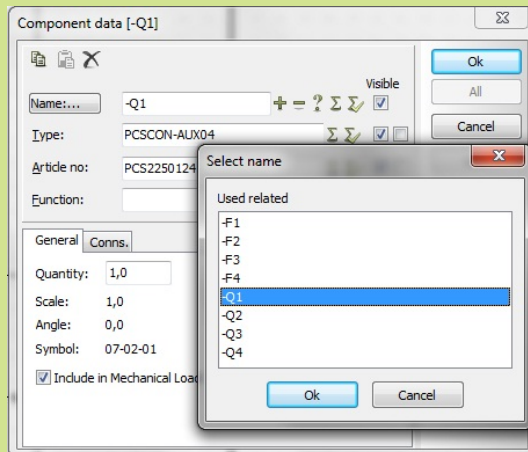 Component data [-Q1]
Ok
All
Cancel
Visible
Name:...
-Q1
Type:
PCSCON-AUX04
Article no:
PCS2250124
Function:
General
Conns.
Quantity:
1,0
Scale:
1,0
Angle:
0,0
Symbol:
07-02-01
Include in Mechanical Load
Select name
Used related
-F1
-F2
-F3
-F4
-Q1
-Q2
-Q3
-Q4
Ok
Cancel